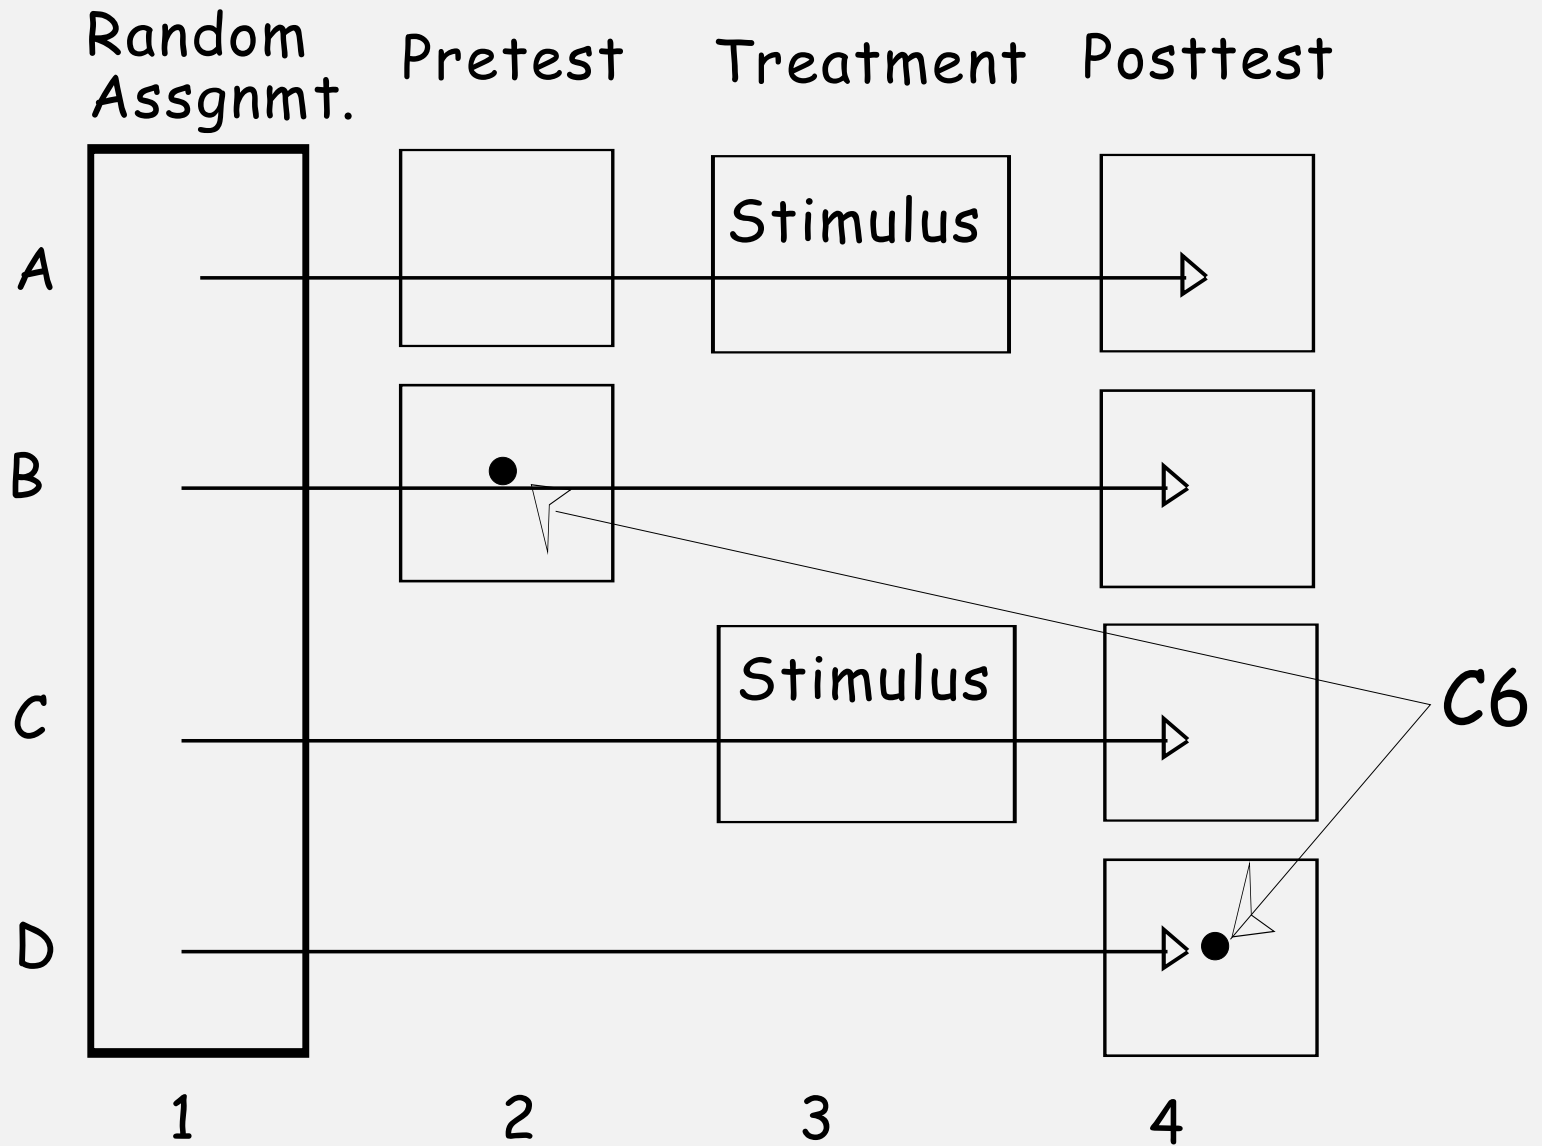 Random
Assgnmt.
Pretest
Treatment
Posttest
A
Stimulus
B
C
Stimulus
C6
D
1
2
3
4